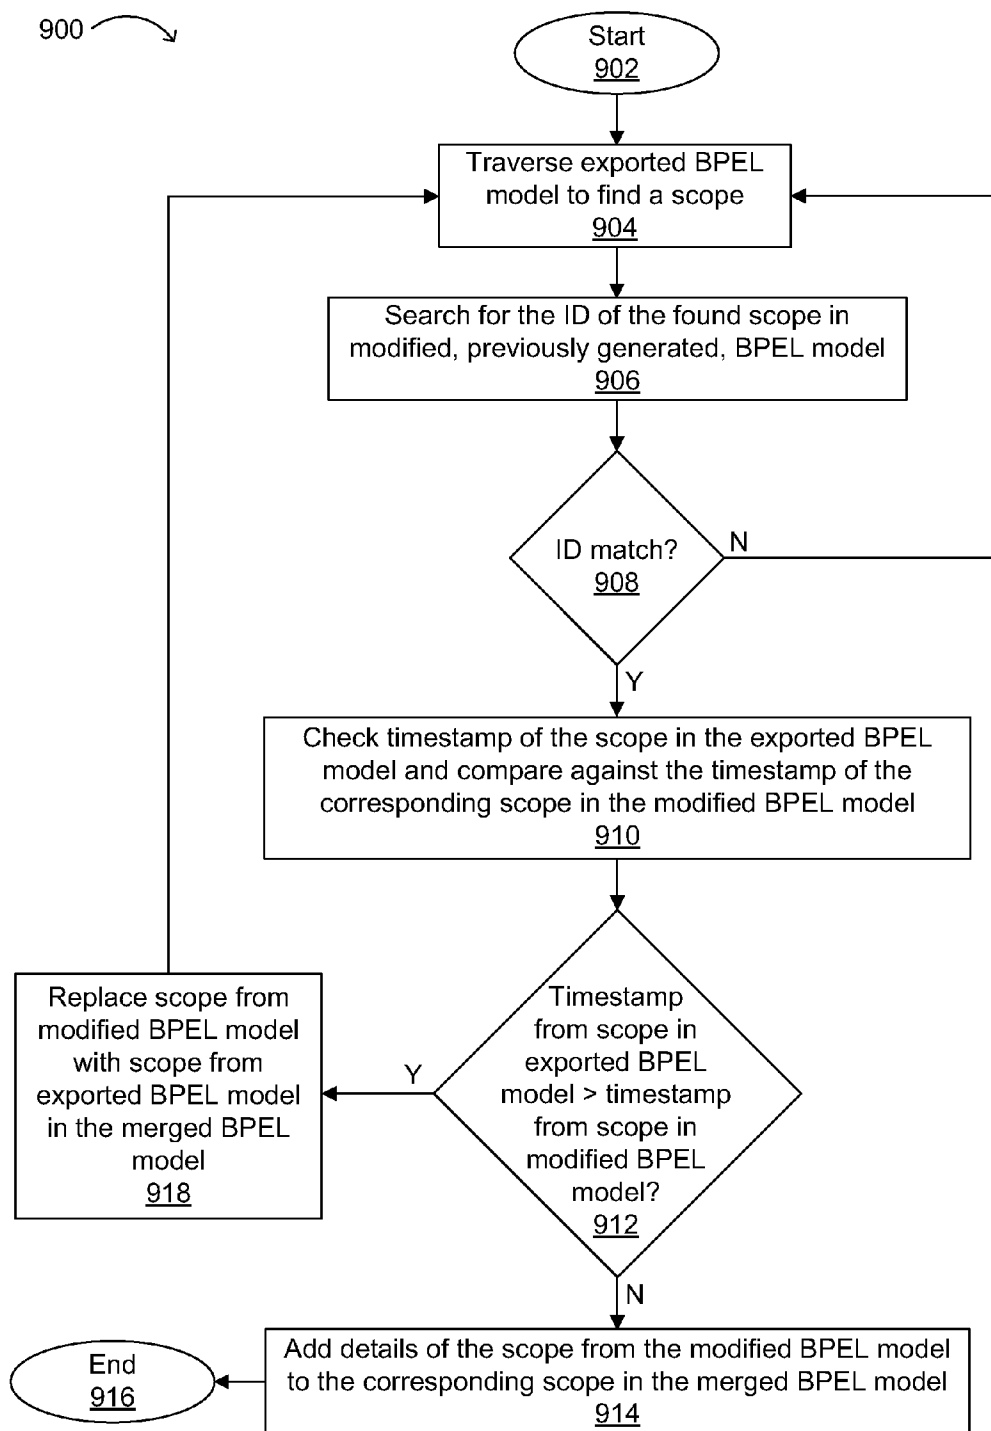 900
Start
902
Traverse exported BPEL
model to find a scope
904
Search for the ID of the found scope in
modified, previously generated, BPEL model
906
ID match?
908
N
Y
Check timestamp of the scope in the exported BPEL
model and compare against the timestamp of the
corresponding scope in the modified BPEL model
910
Timestamp
from scope in
exported BPEL
model > timestamp
from scope in
modified BPEL
model?
912
Y
Replace scope from
modified BPEL model
with scope from
exported BPEL model
in the merged BPEL
model
918
N
Add details of the scope from the modified BPEL model
to the corresponding scope in the merged BPEL model
914
End
916